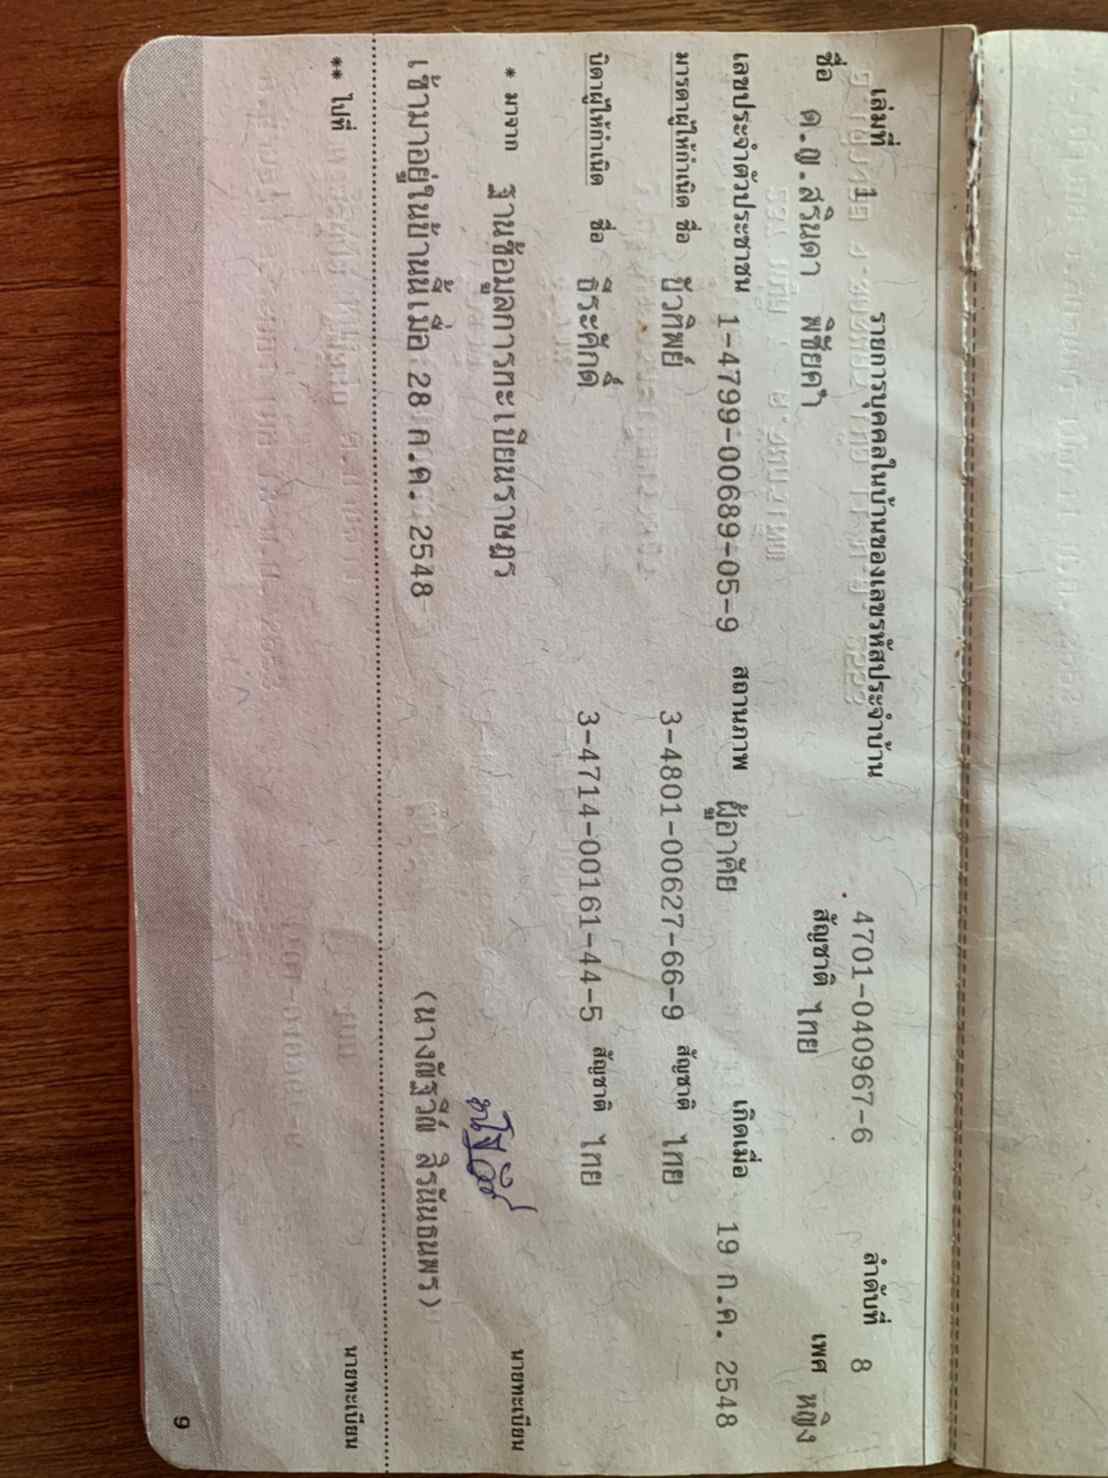 เล่มที่ 1 รายการบุคคลในบ้านของเลขรหัสประจำบ้าน 4701-040967-6 ลำดับที่ 8
ชื่อ ด.ญ.สรินดา พิชัยคำ สัญชาติ ไทย เพศ หญิง
เลขประจำตัวประชาชน 1-4799-00689-05-9 สถานภาพ ผู้อาศัย เกิดเมื่อ 19 ก.ค. 2548
มารดาผู้ให้กำเนิด ชื่อ บัวทิพย์ 3-4801-00627-66-9 สัญชาติ ไทย
บิดาผู้ให้กำเนิด ชื่อ ธีระศักดิ์ 3-4714-00161-44-5 สัญชาติ ไทย
* มาจาก ฐานข้อมูลการทะเบียนราษฎร นายทะเบียน
เข้ามาอยู่ในบ้านนี้เมื่อ 28 ก.ค. 2548 (นางณัฐวีณ์ สิรนันธนพร)
** ไปที่ นายทะเบียน
9